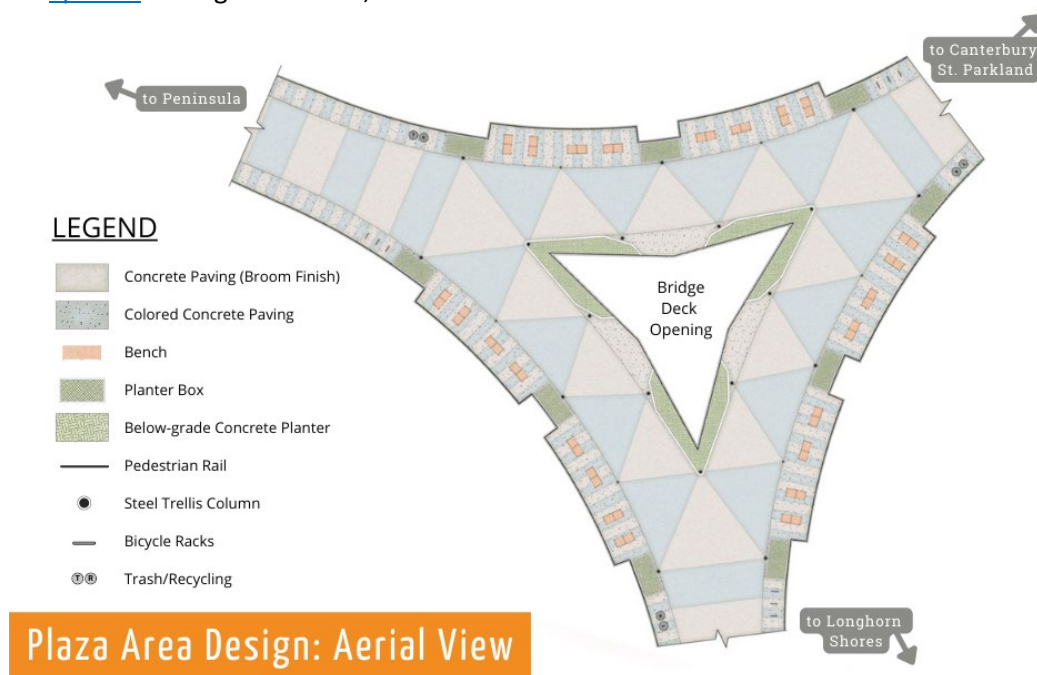 to Canterbury
St. Parkland
to Peninsula
LEGEND
Concrete Paving (Broom Finish)
Colored Concrete Paving
Bench
Planter Box
Below-grade Concrete Planter
Pedestrian Rail
Steel Trellis Column
Bicycle Racks
T R Trash/Recycling
Bridge
Deck
Opening
to Longhorn
Shores
Plaza Area Design: Aerial View